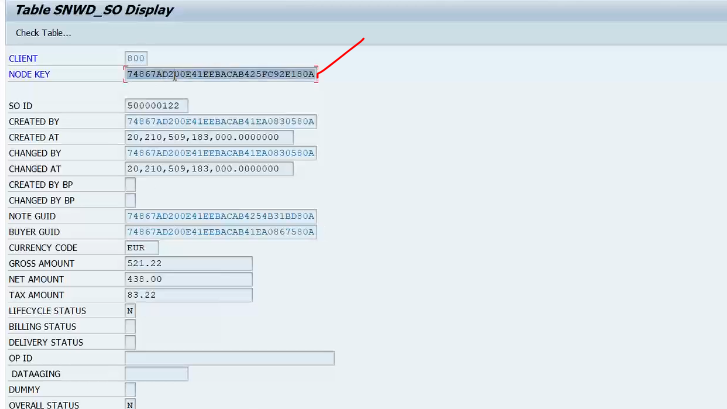 Table SNWD_SO Display
Check Table...
CLIENT 800
NODE KEY 74867AD200E41EEBACAB425FC92E180A
SO ID 500000122
CREATED BY 74867AD200E41EEBACAB41EA0830580A
CREATED AT 20,210,509,183,000.0000000
CHANGED BY 74867AD200E41EEBACAB41EA0830580A
CHANGED AT 20,210,509,183,000.0000000
CREATED BY BP
CHANGED BY BP
NOTE GUID 74867AD200E41EEBACAB4254B31BD80A
BUYER GUID 74867AD200E41EEBACAB41EA0867580A
CURRENCY CODE EUR
GROSS AMOUNT 521.22
NET AMOUNT 438.00
TAX AMOUNT 83.22
LIFECYCLE STATUS N
BILLING STATUS
DELIVERY STATUS
OP ID
DATAAGING
DUMMY
OVERALL STATUS N